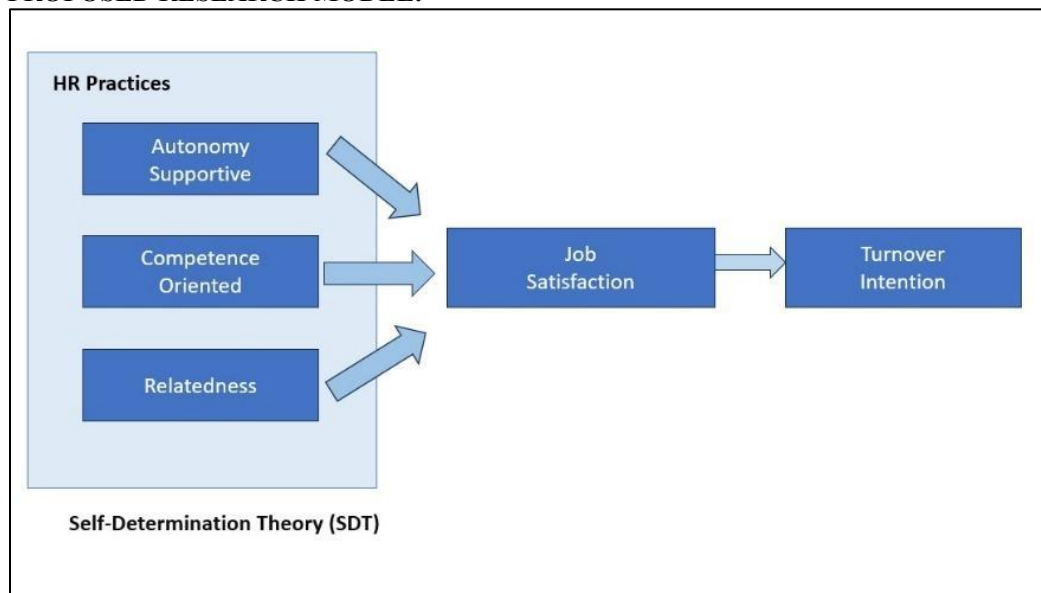 PROPOSED RESEARCH MODEL:
HR Practices
Autonomy
Supportive
Competence
Oriented
Relatedness
Job
Satisfaction
Turnover
Intention
Self-Determination Theory (SDT)